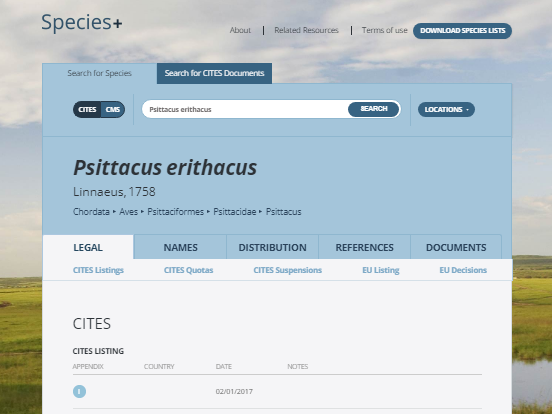 Species+
About | Related Resources | Terms of use DOWNLOAD SPECIES LISTS
Search for Species Search for CITES Documents
CITES CMS Psittacus erithacus SEARCH LOCATIONS
Psittacus erithacus
Linnaeus, 1758
Chordata ▸ Aves ▸ Psittaciformes ▸ Psittacidae ▸ Psittacus
LEGAL NAMES DISTRIBUTION REFERENCES DOCUMENTS
CITES Listings CITES Quotas CITES Suspensions EU Listing EU Decisions
CITES
CITES LISTING
APPENDIX COUNTRY DATE NOTES
I 02/01/2017